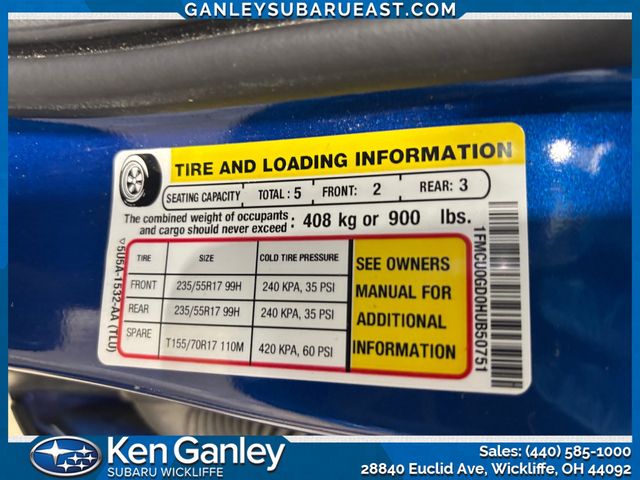 GANLEYSUBARUEAST.COM
TIRE AND LOADING INFORMATION
SEATING CAPACITY TOTAL : 5 FRONT: 2 REAR: 3
The combined weight of occupants and cargo should never exceed : 408 kg or 900 lbs.
TIRE SIZE COLD TIRE PRESSURE
FRONT 235/55R17 99H 240 KPA, 35 PSI
REAR 235/55R17 99H 240 KPA, 35 PSI
SPARE T155/70R17 110M 420 KPA, 60 PSI
SEE OWNERS
MANUAL FOR
ADDITIONAL
INFORMATION
5U5A-1532-AA (TLU)
1FMCU0GD0HUB50751
Ken Ganley
SUBARU WICKLIFFE
Sales: (440) 585-1000
28840 Euclid Ave, Wickliffe, OH 44092